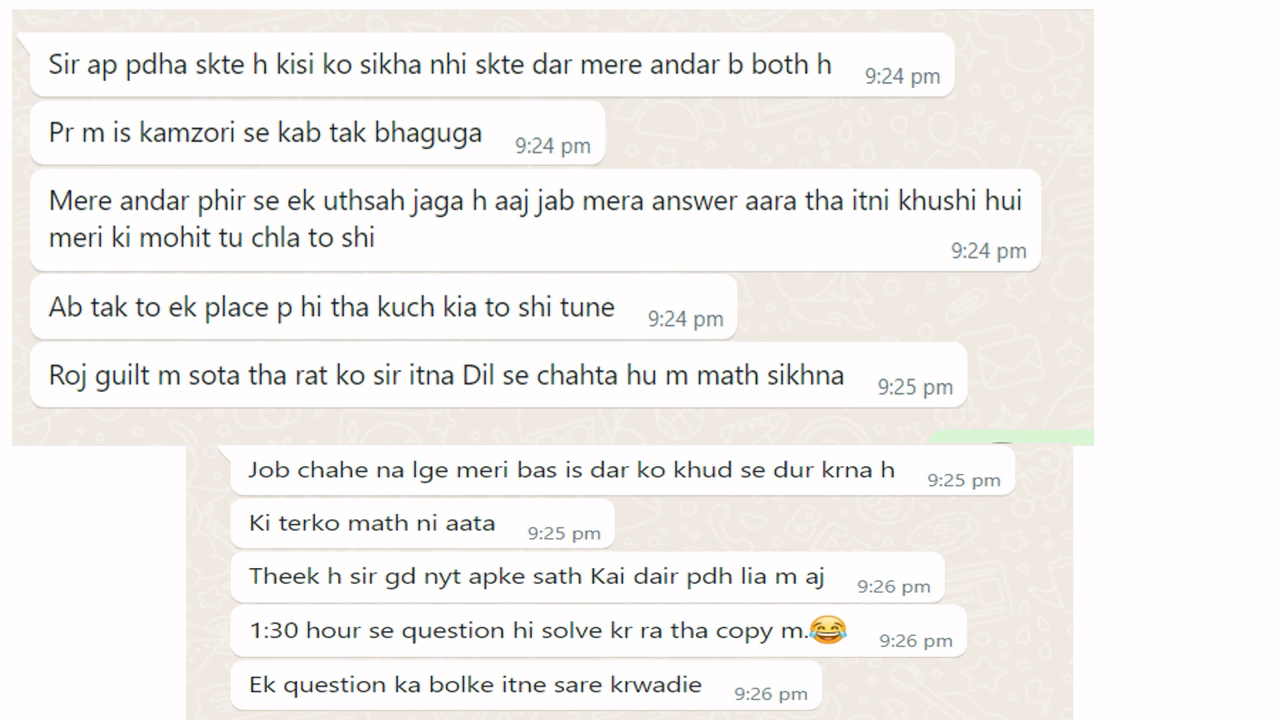 Sir ap pdha skte h kisi ko sikha nhi skte dar mere andar b both h 9:24 pm
Pr m is kamzori se kab tak bhaguga 9:24 pm
Mere andar phir se ek uthsah jaga h aaj jab mera answer aara tha itni khushi hui
meri ki mohit tu chla to shi 9:24 pm
Ab tak to ek place p hi tha kuch kia to shi tune 9:24 pm
Roj guilt m sota tha rat ko sir itna Dil se chahta hu m math sikhna 9:25 pm
Job chahe na lge meri bas is dar ko khud se dur krna h 9:25 pm
Ki terko math ni aata 9:25 pm
Theek h sir gd nyt apke sath Kai dair pdh lia m aj 9:26 pm
1:30 hour se question hi solve kr ra tha copy m.😂 9:26 pm
Ek question ka bolke itne sare krwadie 9:26 pm